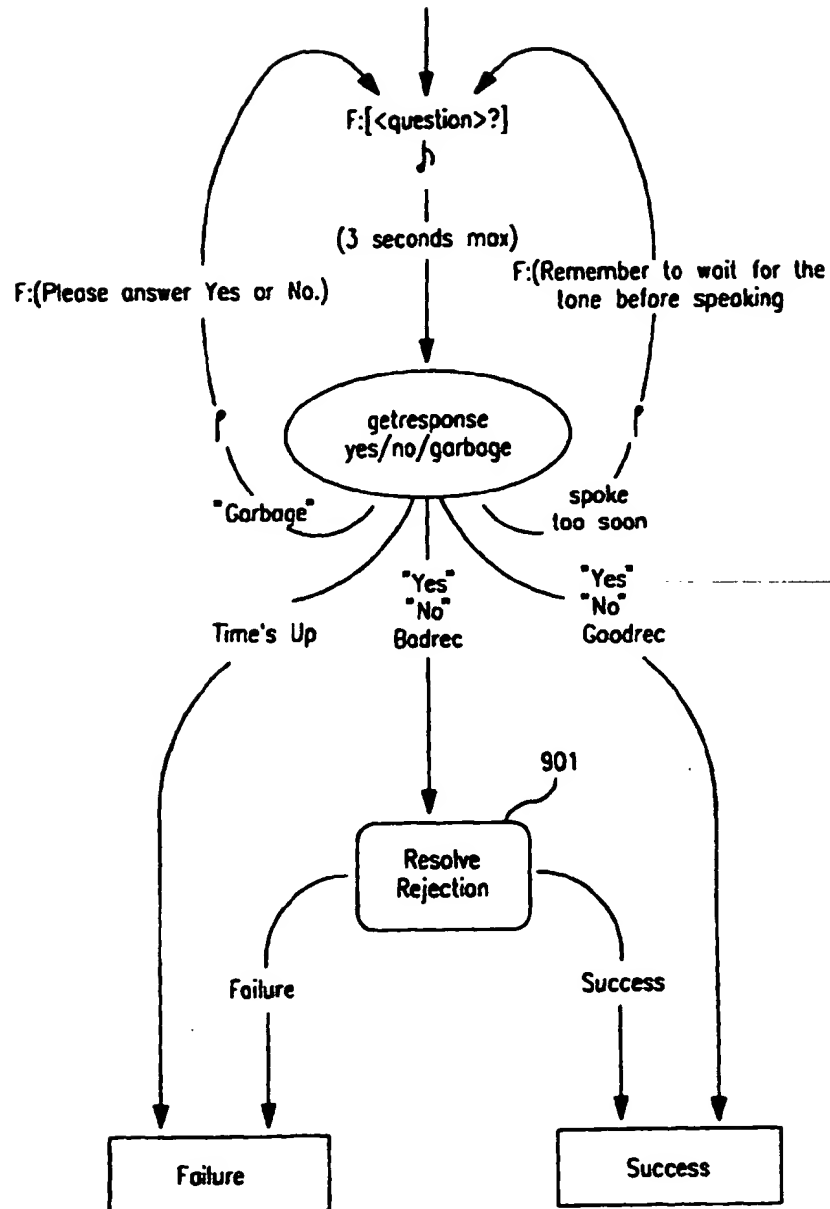 F:[<question>?]
(3 seconds max)
F:(Please answer Yes or No.)
F:(Remember to wait for the
tone before speaking
getresponse
yes/no/garbage
"Garbage"
spoke
too soon
Time's Up
"Yes"
"No"
Badrec
"Yes"
"No"
Goodrec
901
Resolve
Rejection
Failure
Success
Failure
Success